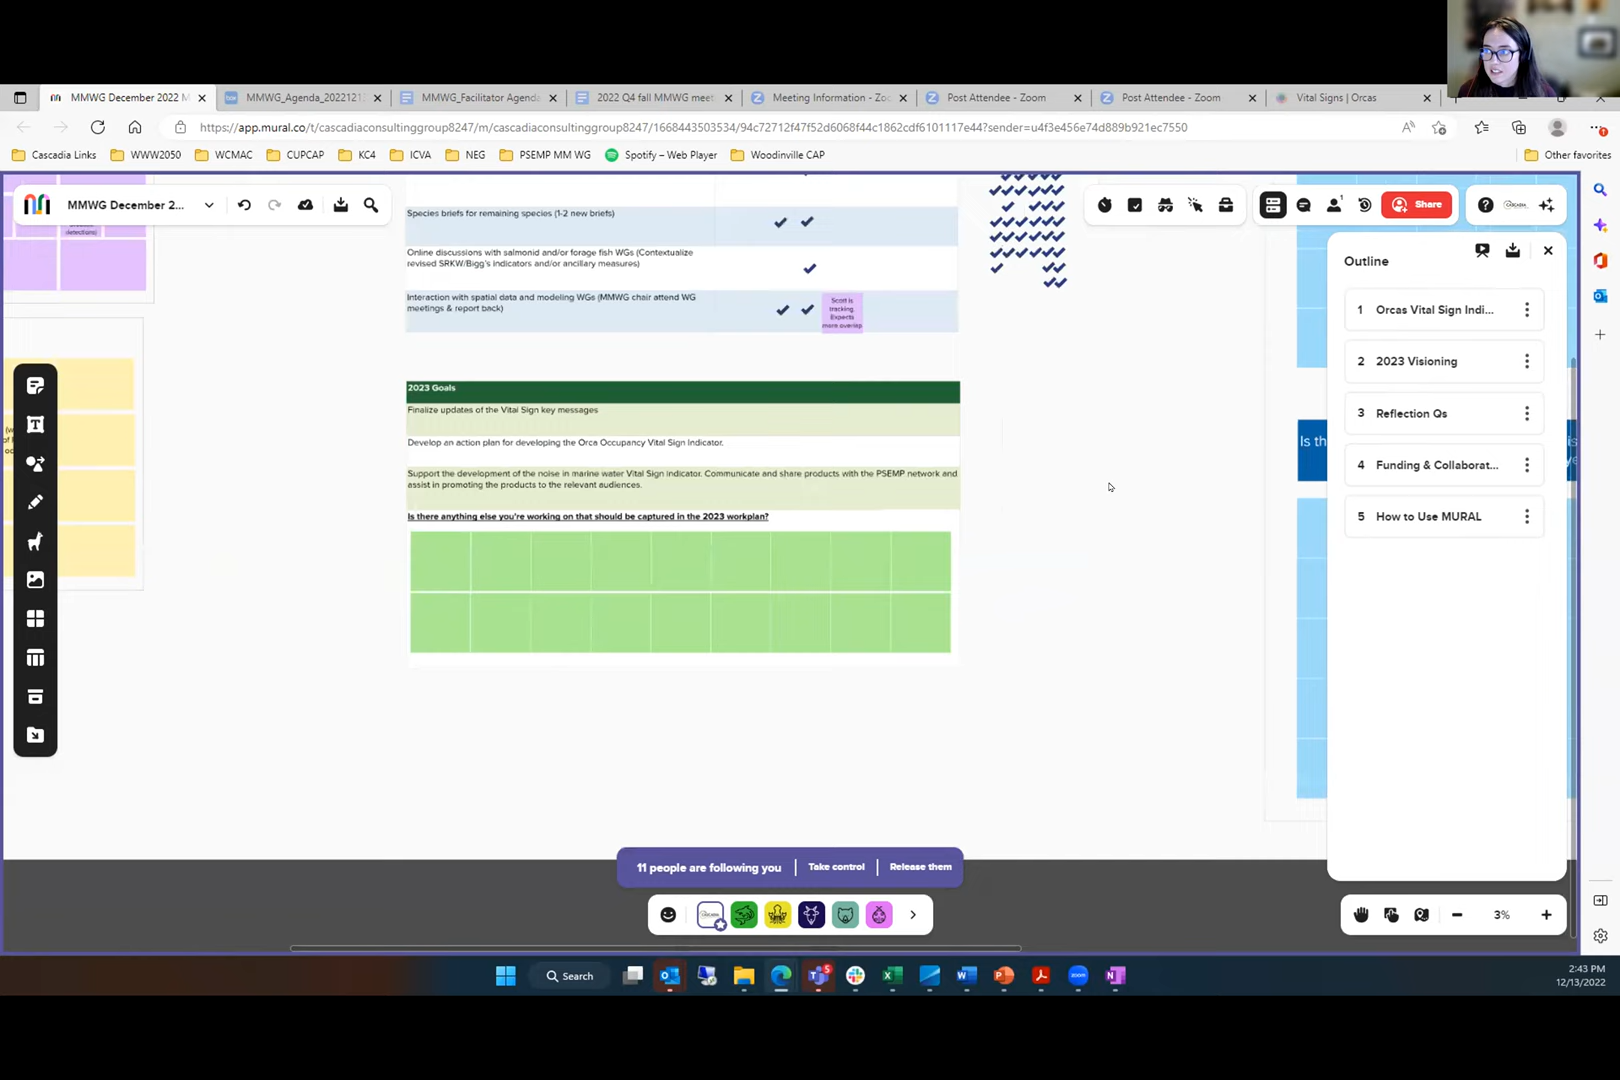 MMWG December 2022 M
MMWG_Agenda_2022121
MMWG_Facilitator Agenda
2022 Q4 fall MMWG meet
Meeting Information - Zo
Post Attendee - Zoom
Post Attendee - Zoom
Vital Signs | Orcas
https://app.mural.co/t/cascadiaconsultinggroup8247/m/cascadiaconsultinggroup8247/1668443503534/94c72712f47f52d6068f44c1862cdf6101117e44?sender=u4f3e456e74d889b921ec7550
Cascadia Links
WWW2050
WCMAC
CUPCAP
KC4
ICVA
NEG
PSEMP MM WG
Spotify – Web Player
Woodinville CAP
Other favorites
MMWG December 2...
Share
detections)
Species briefs for remaining species (1-2 new briefs)
Online discussions with salmonid and/or forage fish WGs (Contextualize
revised SRKW/Bigg's indicators and/or ancillary measures)
Interaction with spatial data and modeling WGs (MMWG chair attend WG
meetings & report back)
Scott is
tracking.
Expects
more overlap
2023 Goals
Finalize updates of the Vital Sign key messages
Develop an action plan for developing the Orca Occupancy Vital Sign Indicator.
Support the development of the noise in marine water Vital Sign indicator. Communicate and share products with the PSEMP network and
assist in promoting the products to the relevant audiences.
Is there anything else you're working on that should be captured in the 2023 workplan?
Is th
Outline
1 Orcas Vital Sign Indi...
2 2023 Visioning
3 Reflection Qs
4 Funding & Collaborat...
5 How to Use MURAL
11 people are following you
Take control
Release them
3%
Search
2:43 PM
12/13/2022